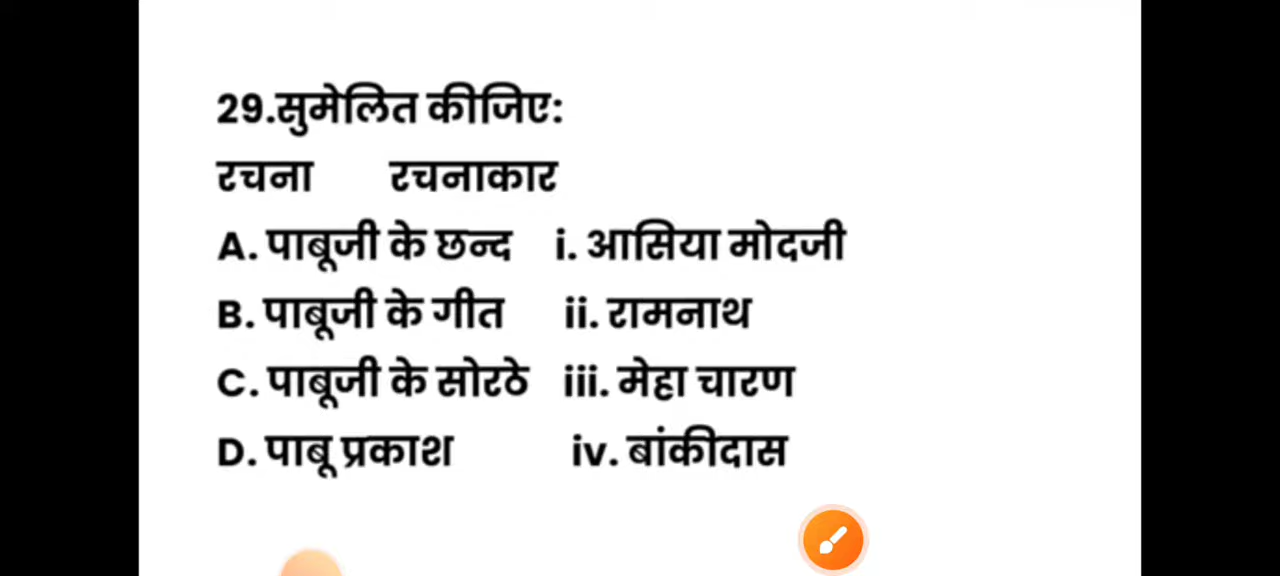 29.सुमेलित कीजिए:
रचना रचनाकार
A. पाबूजी के छन्द i. आसिया मोदजी
B. पाबूजी के गीत ii. रामनाथ
C. पाबूजी के सोरठे iii. मेहा चारण
D. पाबू प्रकाश iv. बांकीदास